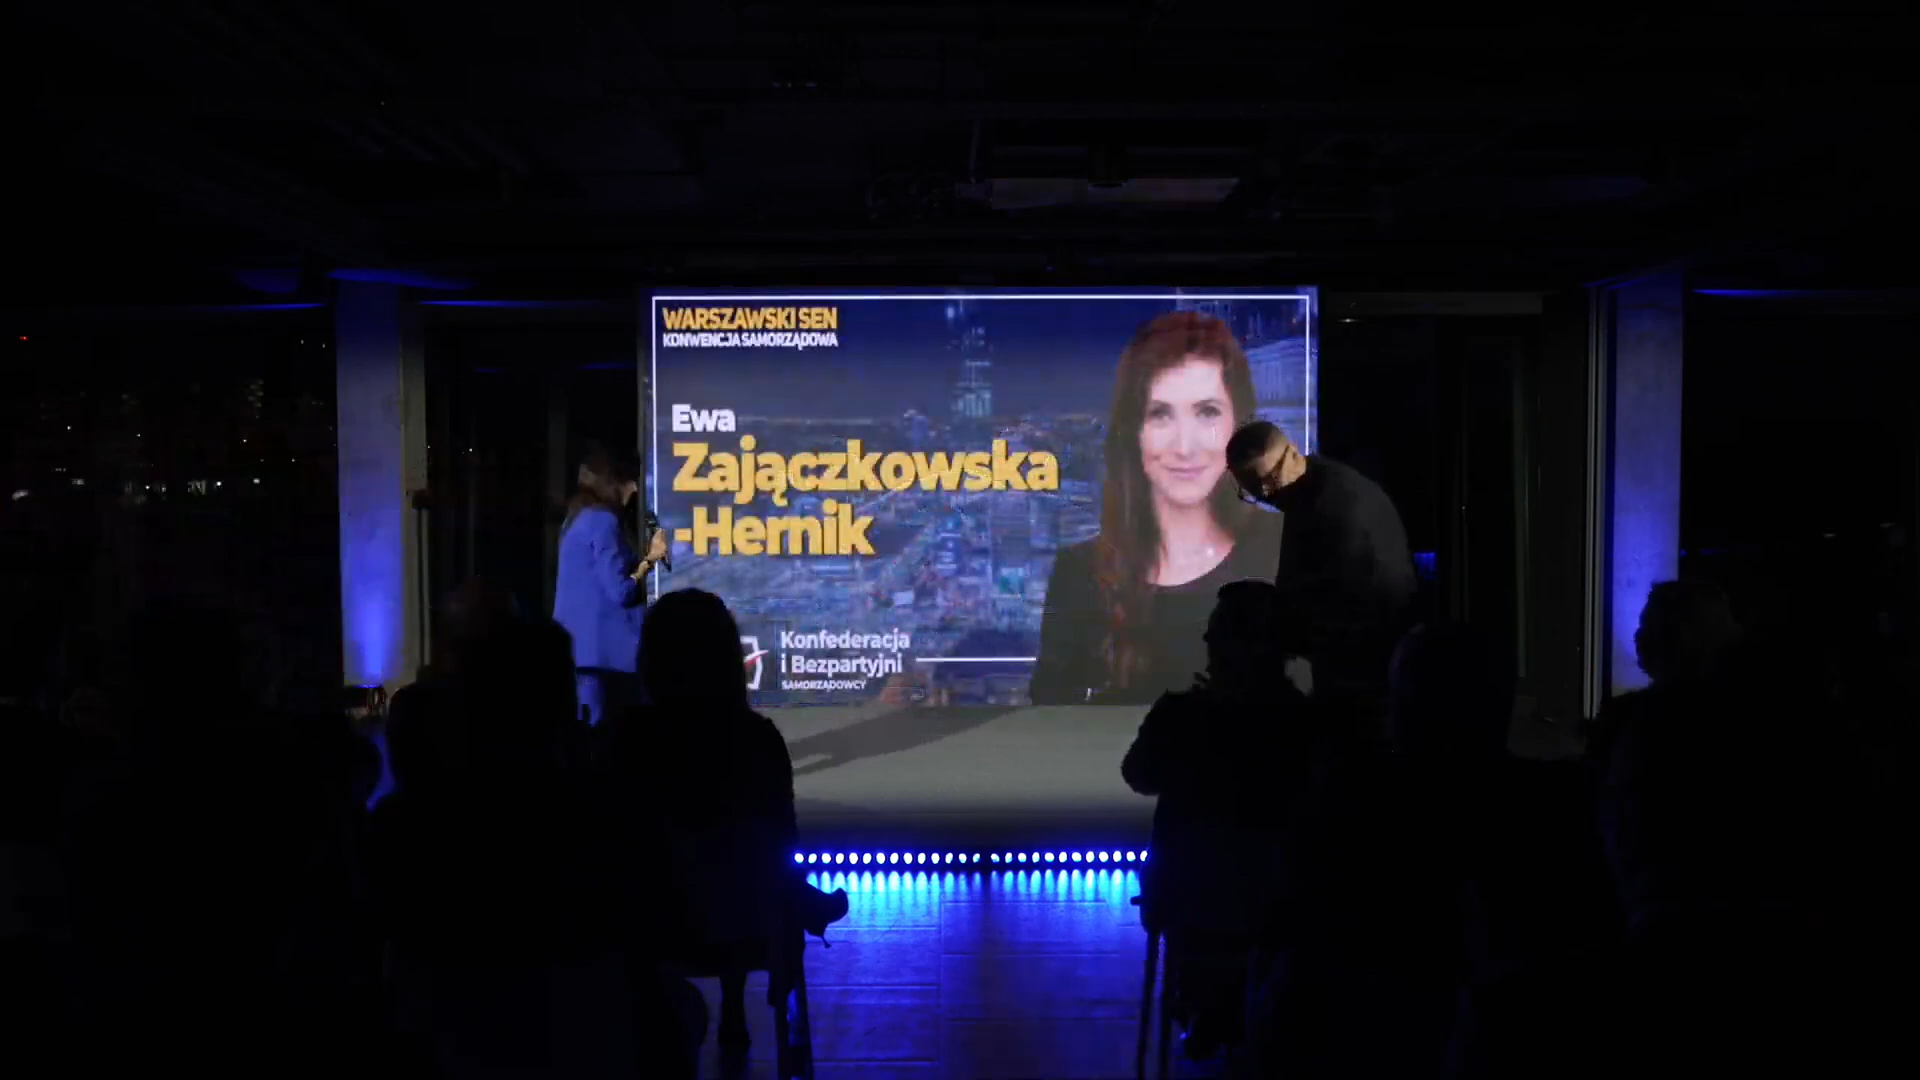 WARSZAWSKI SEN
KONWENCJA SAMORZĄDOWA
Ewa
Zajączkowska
-Hernik
Konfederacja
i Bezpartyjni
SAMORZĄDOWCY